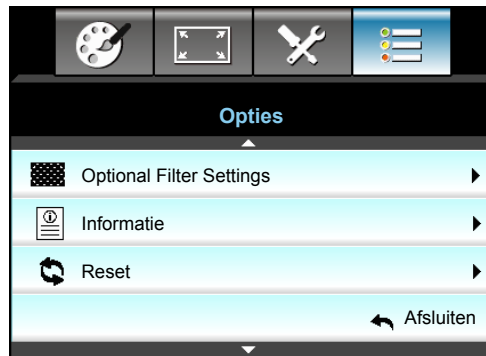 Opties
Optional Filter Settings
Informatie
Reset
Afsluiten